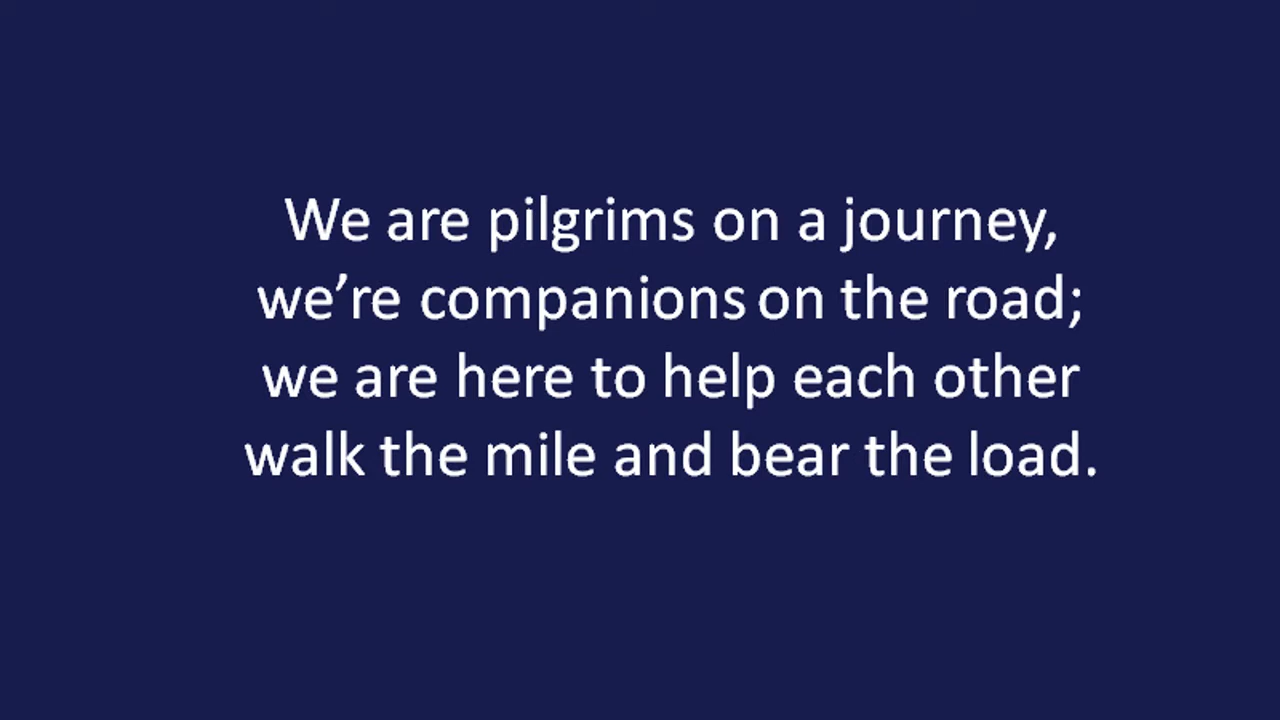 We are pilgrims on a journey,
we’re companions on the road;
we are here to help each other
walk the mile and bear the load.